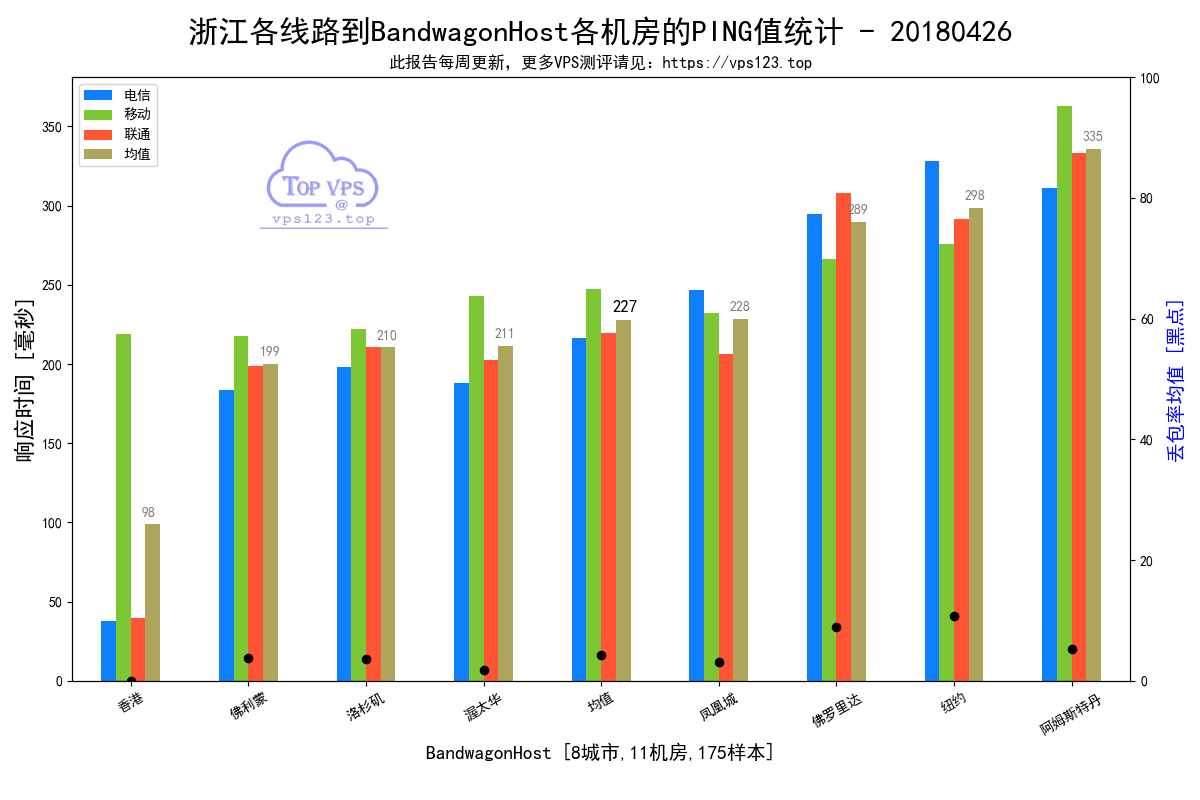 浙江各线路到BandwagonHost各机房的PING值统计 - 20180426
此报告每周更新，更多VPS测评请见：https://vps123.top
电信
移动
联通
均值
TOP VPS
@
vps123.top
响应时间 [毫秒]
350
300
250
200
150
100
50
0
98
199
210
211
227
228
289
298
335
100
80
60
40
20
0
丢包率均值 [黑点]
香港
佛利蒙
洛杉矶
渥太华
均值
凤凰城
佛罗里达
纽约
阿姆斯特丹
BandwagonHost [8城市,11机房,175样本]